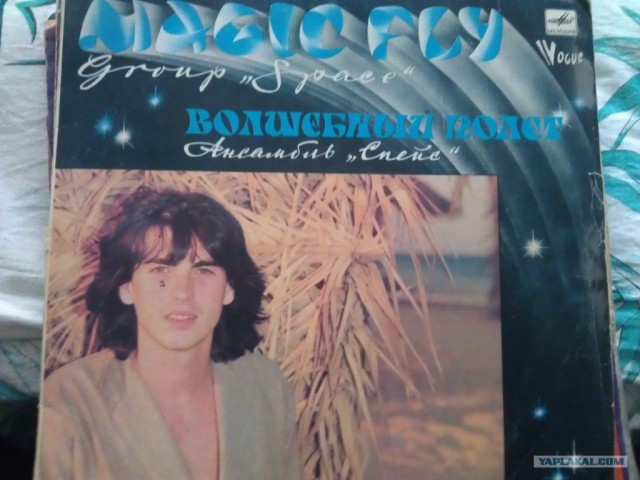 MAGIC FLY
Group „Space“
Vogue
ВОЛШЕБНЫЙ ПОЛЕТ
Ансамбль „Спейс“
YAPLAKAL.COM